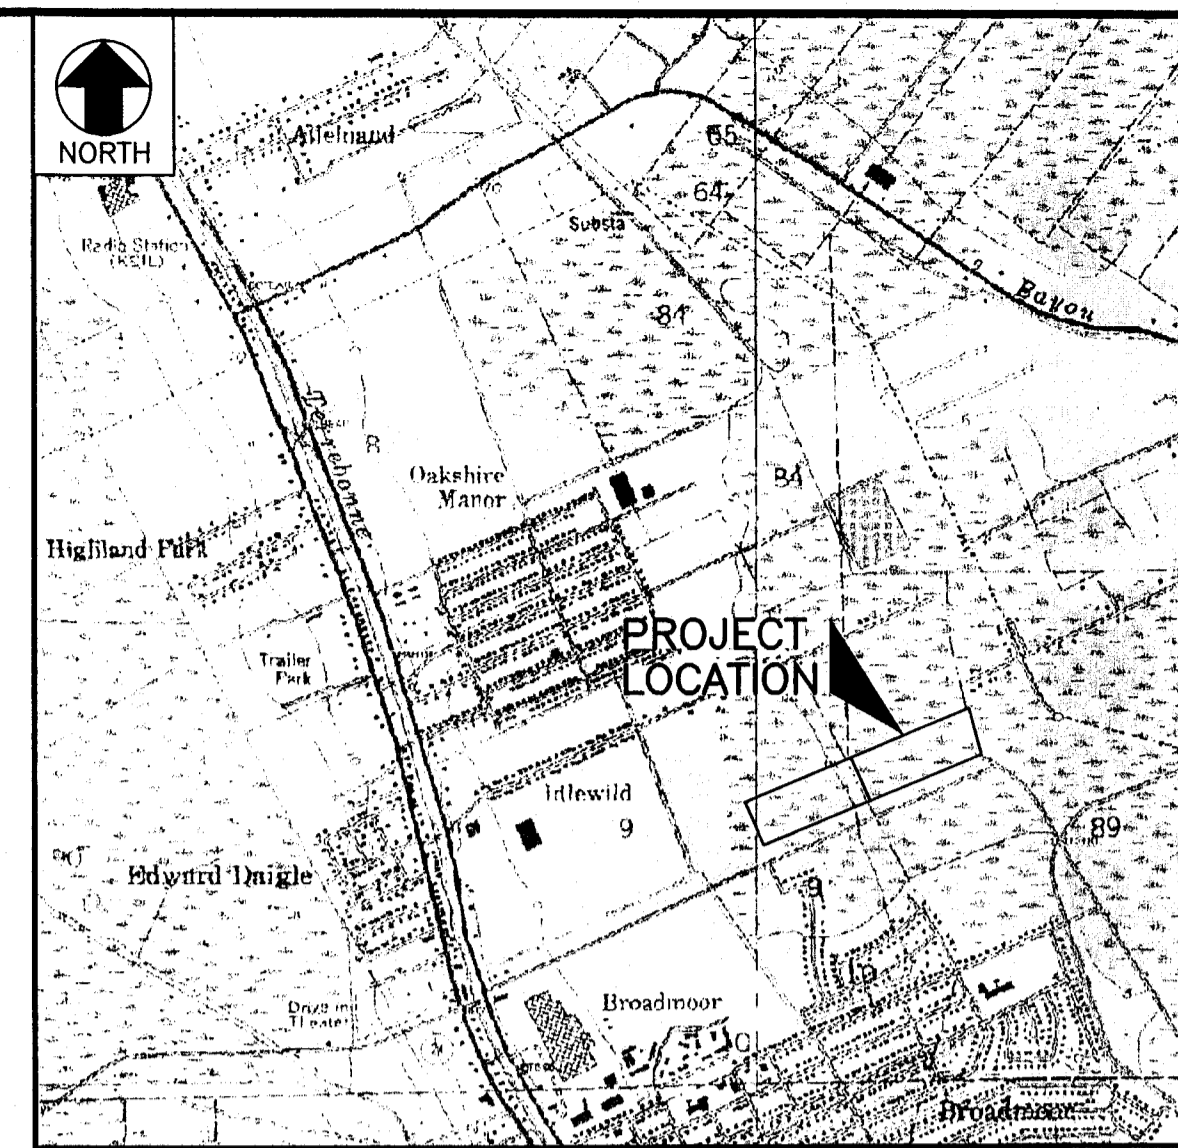 NORTH
65
64
Substa
Radio Station
81
Bayou
Terrebonne
8
Oakshire
Manor
84
Highland Park
PROJECT
LOCATION
Trailer
Park
Idlewild
9
89
Edward Daigle
9
Drive in
Theater
Broadmoor
Broadmoor